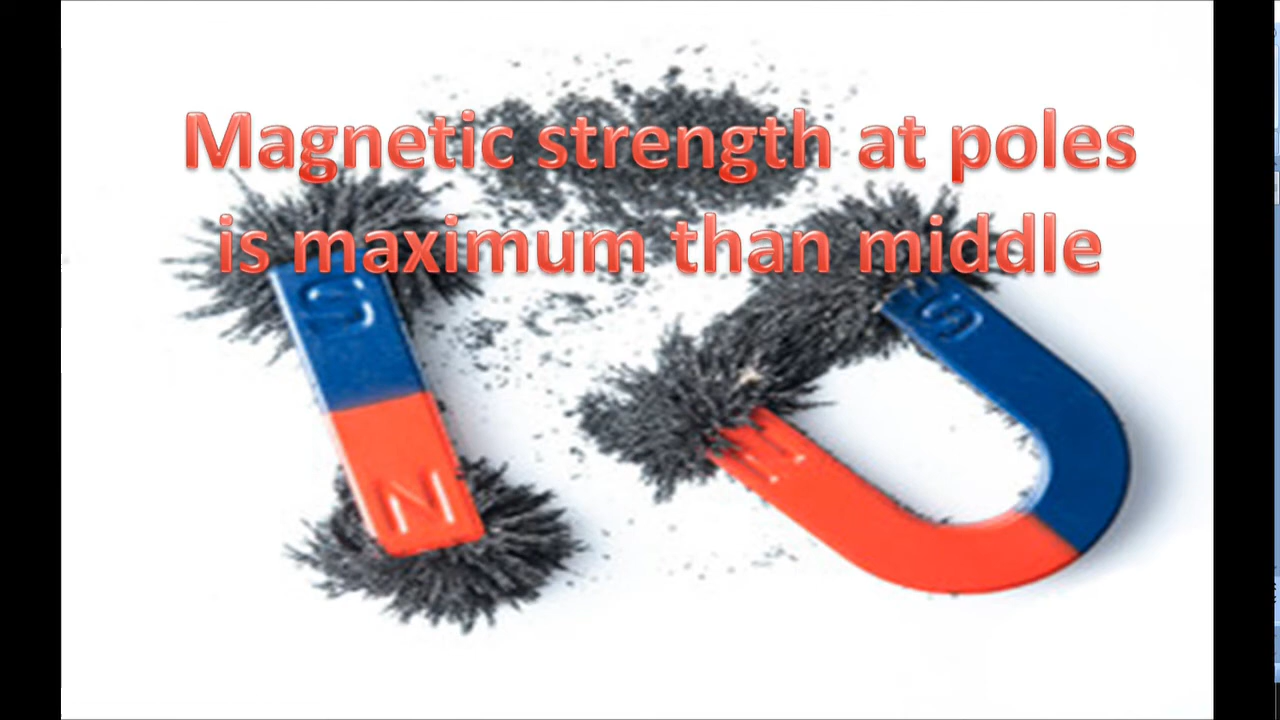 Magnetic strength at poles
is maximum than middle
S
S
N
N